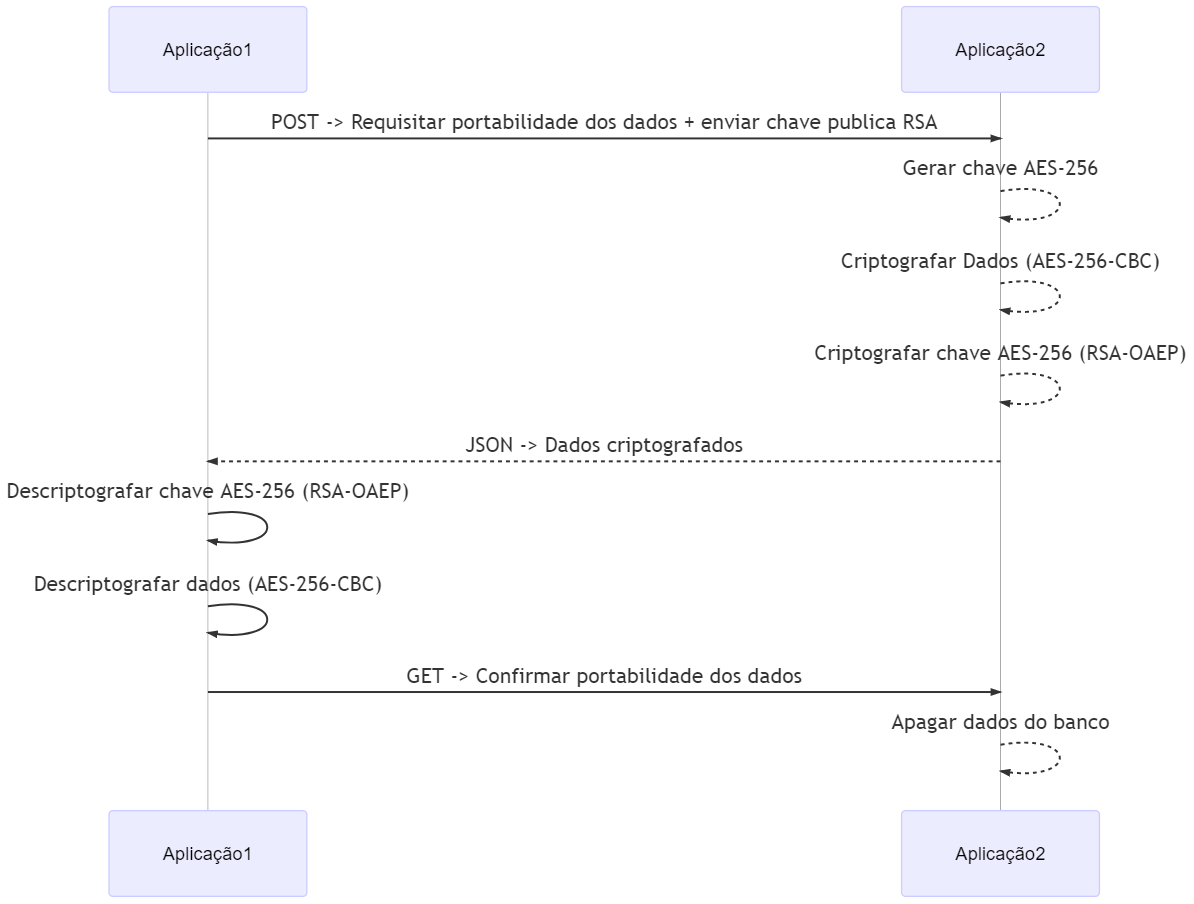 Aplicação1
Aplicação2
POST -> Requisitar portabilidade dos dados + enviar chave publica RSA
Gerar chave AES-256
Criptografar Dados (AES-256-CBC)
Criptografar chave AES-256 (RSA-OAEP)
JSON -> Dados criptografados
Descriptografar chave AES-256 (RSA-OAEP)
Descriptografar dados (AES-256-CBC)
GET -> Confirmar portabilidade dos dados
Apagar dados do banco
Aplicação1
Aplicação2